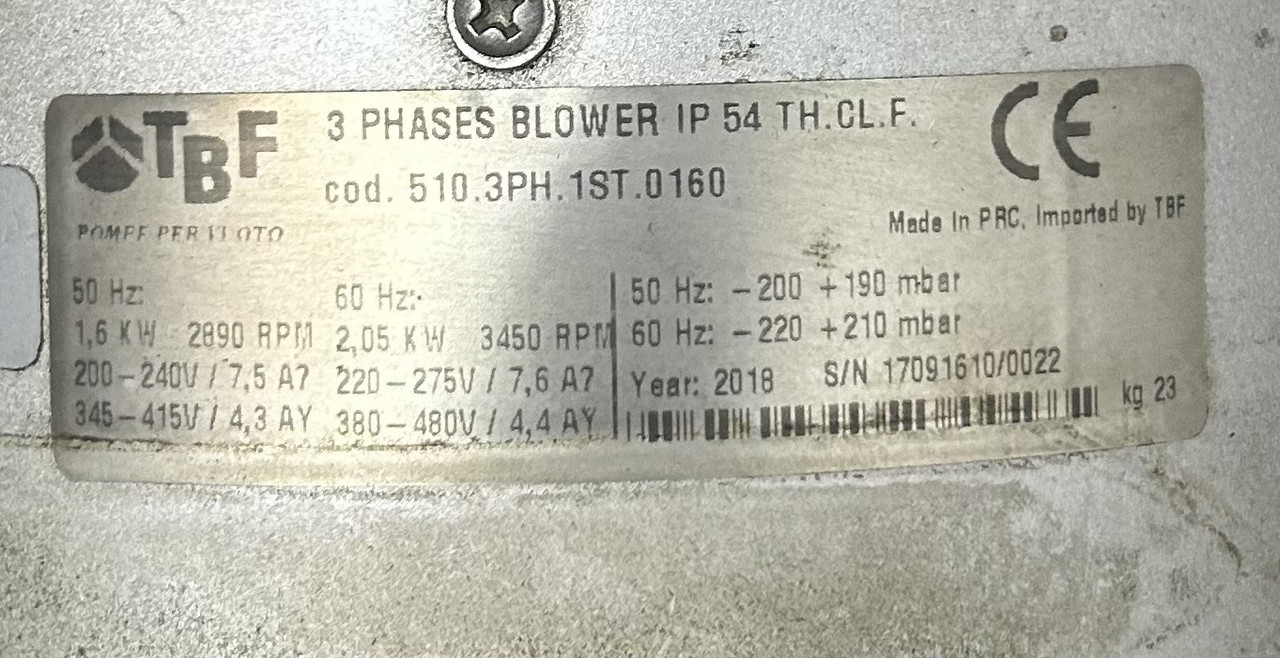 TBF
3 PHASES BLOWER IP 54 TH.CL.F.
CE
cod. 510.3PH.1ST.0160
POMPE PER VUOTO
Made In PRC, Imported by TBF
50 Hz:
1,6 KW 2890 RPM
200-240V / 7,5 A?
345-415V / 4,3 AY
60 Hz:
2,05 KW 3450 RPM
220-275V / 7,6 A?
380-480V / 4,4 AY
50 Hz: -200 +190 mbar
60 Hz: -220 +210 mbar
Year: 2018 S/N 17091610/0022
kg 23